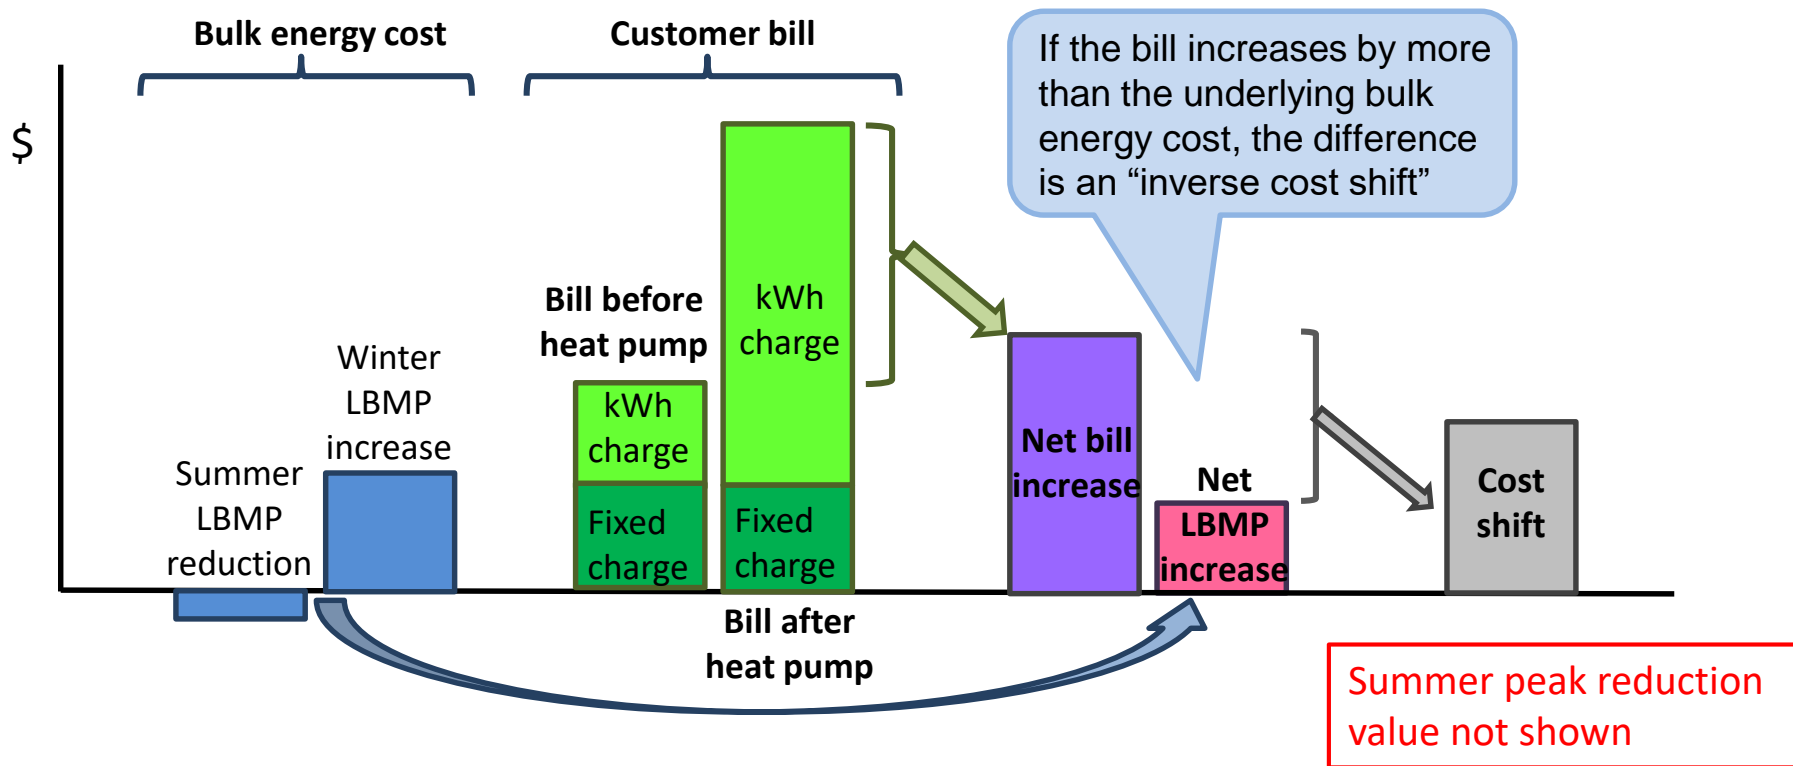 Bulk energy cost
Customer bill
If the bill increases by more
than the underlying bulk
energy cost, the difference
is an “inverse cost shift”
$
Summer
LBMP
reduction
Winter
LBMP
increase
Bill before
heat pump
kWh
charge
Fixed
charge
kWh
charge
Fixed
charge
Bill after
heat pump
Net bill
increase
Net
LBMP
increase
Cost
shift
Summer peak reduction
value not shown